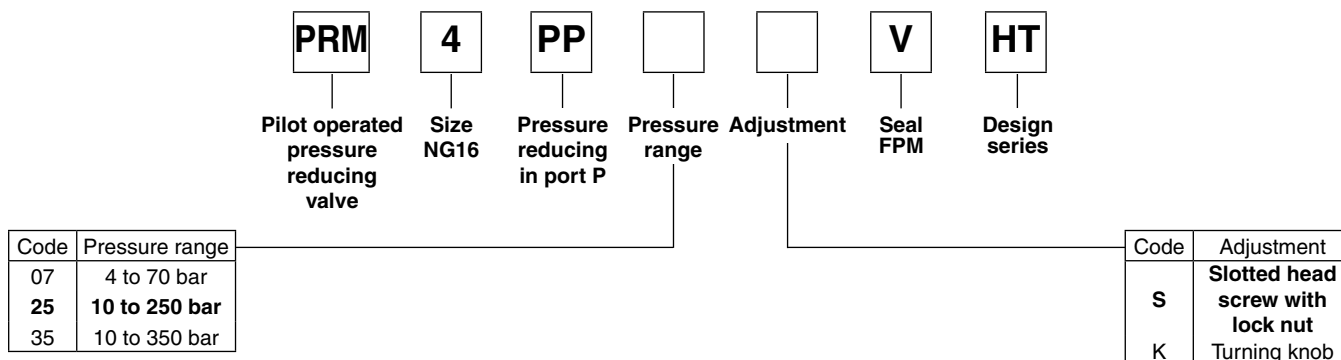 PRM 4 PP V HT
Pilot operated pressure reducing valve
Size NG16
Pressure reducing in port P
Pressure range
Adjustment
Seal FPM
Design series
Code Pressure range
07 4 to 70 bar
25 10 to 250 bar
35 10 to 350 bar
Code Adjustment
S Slotted head screw with lock nut
K Turning knob